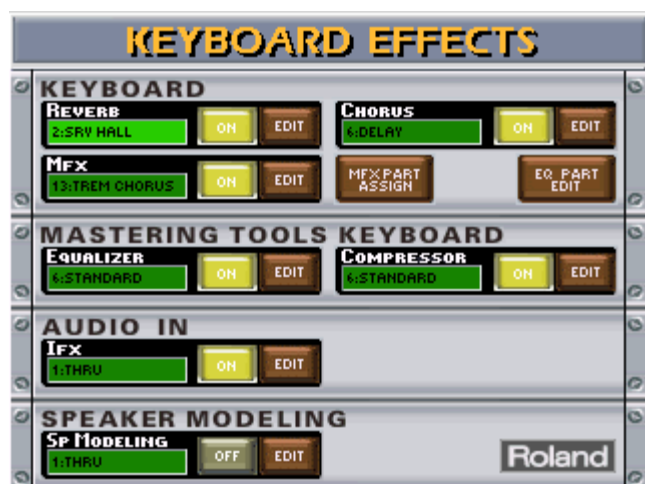 KEYBOARD EFFECTS
KEYBOARD
REVERB
2:SRV HALL
ON
EDIT
CHORUS
6:DELAY
ON
EDIT
MFX
13:TREM CHORUS
ON
EDIT
MFX PART
ASSIGN
EQ PART
EDIT
MASTERING TOOLS KEYBOARD
EQUALIZER
6:STANDARD
ON
EDIT
COMPRESSOR
6:STANDARD
ON
EDIT
AUDIO IN
IFX
1:THRU
ON
EDIT
SPEAKER MODELING
SP MODELING
1:THRU
OFF
EDIT
Roland